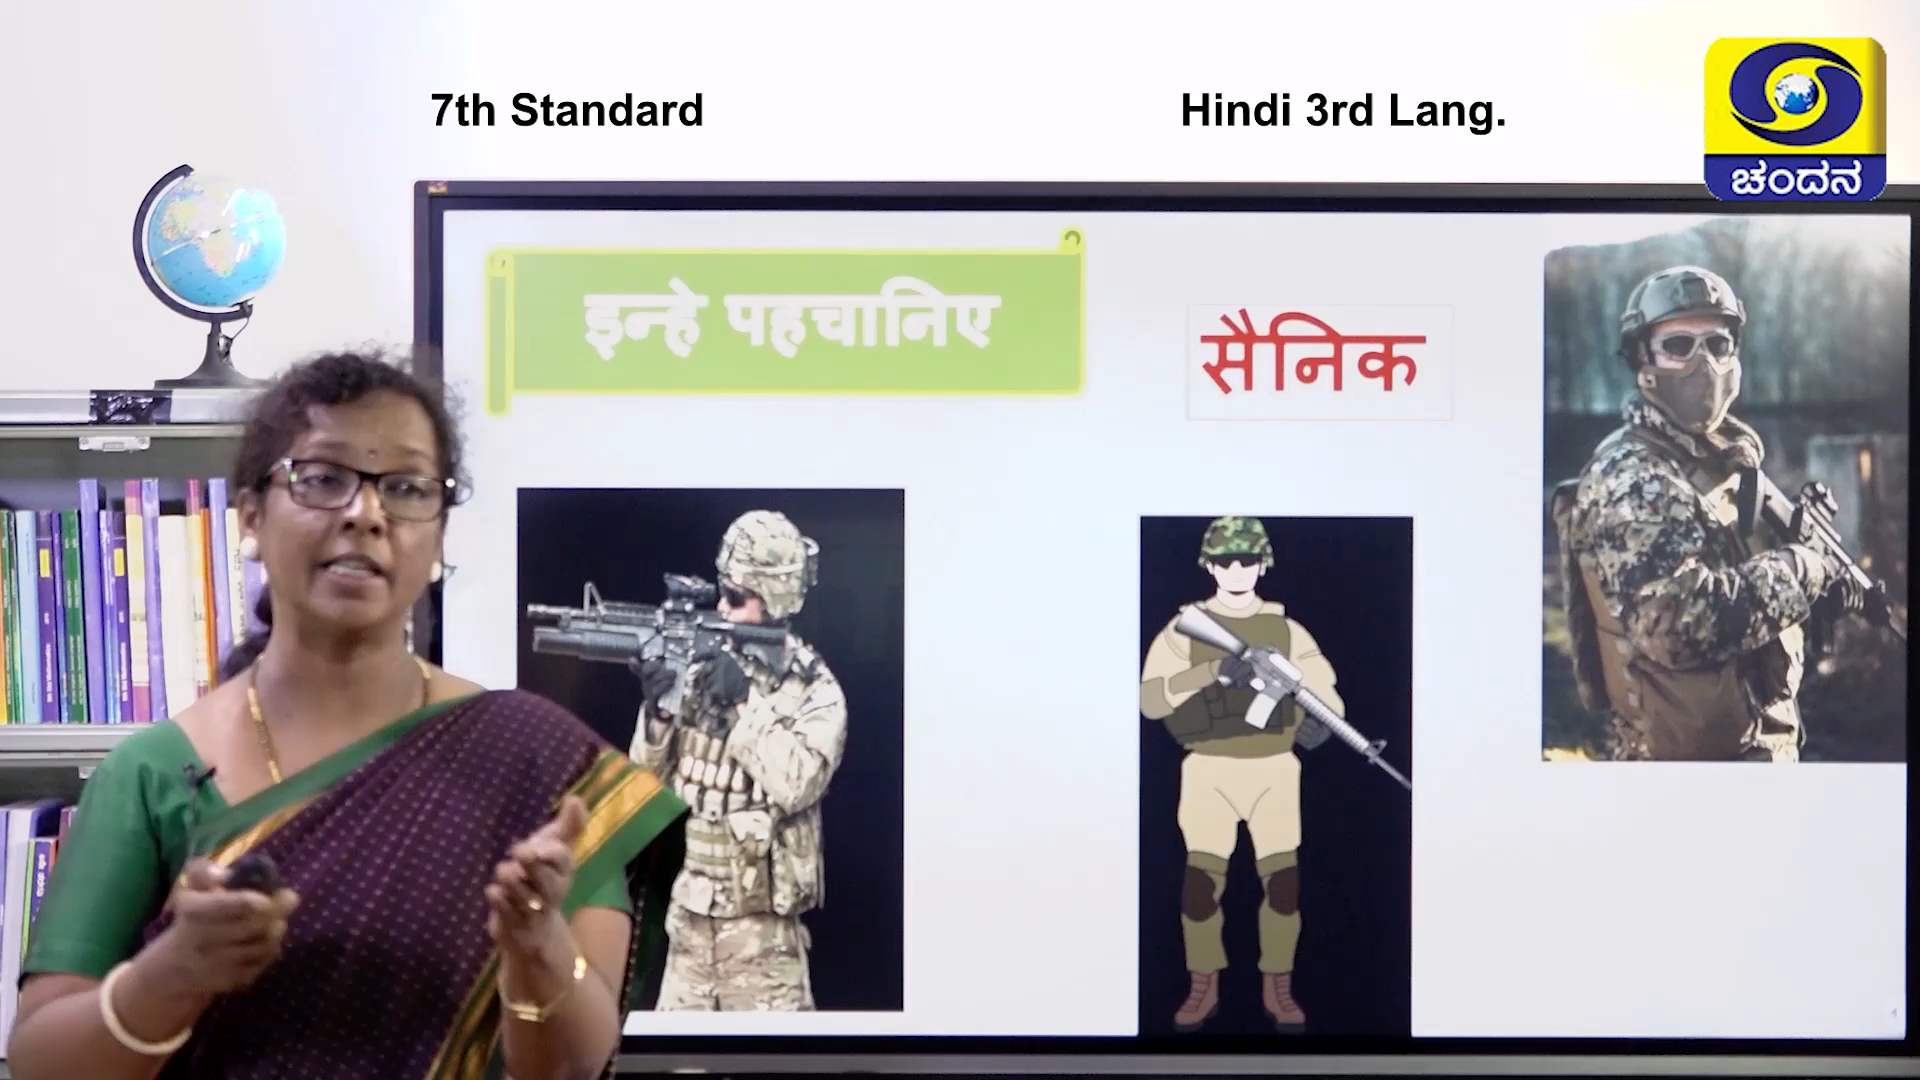 7th Standard
Hindi 3rd Lang.
ಚಂದನ
इन्हे पहचानिए
सैनिक